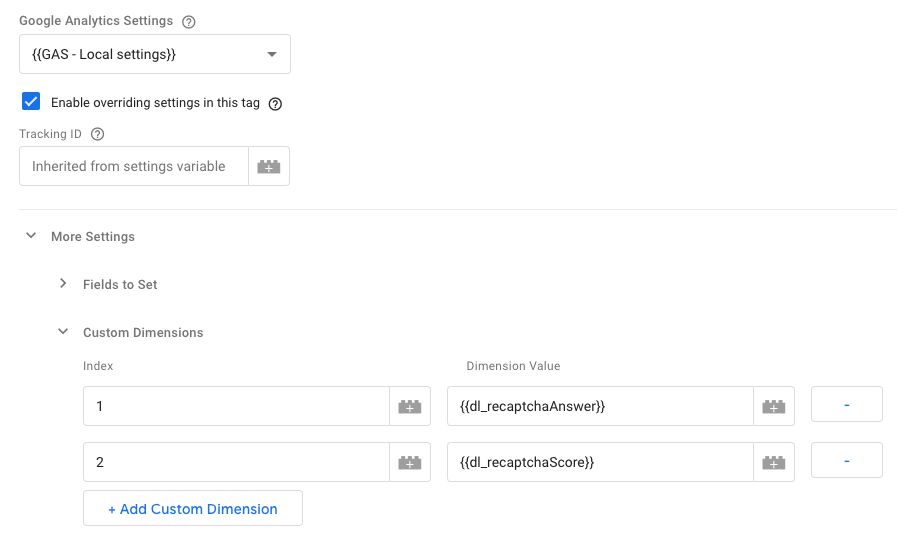 Google Analytics Settings
{{GAS - Local settings}}
Enable overriding settings in this tag
Tracking ID
Inherited from settings variable
More Settings
Fields to Set
Custom Dimensions
Index Dimension Value
1 {{dl_recaptchaAnswer}} -
2 {{dl_recaptchaScore}} -
+ Add Custom Dimension